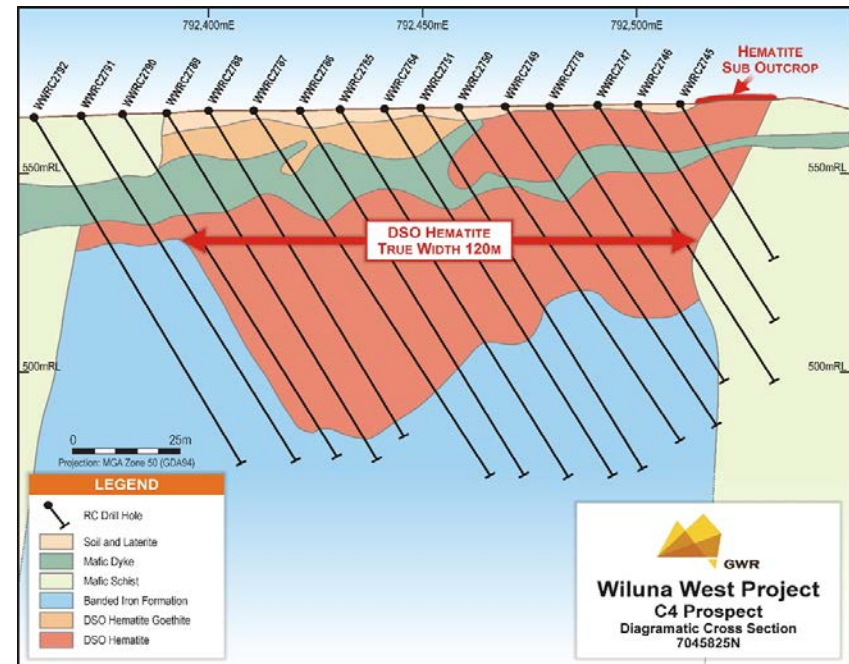 792,400mE
792,450mE
792,500mE
WWRC2792
WWRC2791
WWRC2790
WWRC2789
WWRC2788
WWRC2787
WWRC2786
WWRC2785
WWRC2764
WWRC2751
WWRC2750
WWRC2749
WWRC2778
WWRC2747
WWRC2746
WWRC2745
HEMATITE
SUB OUTCROP
550mRL
550mRL
DSO HEMATITE
TRUE WIDTH 120M
500mRL
500mRL
0 25m
Projection: MGA Zone 50 (GDA94)
LEGEND
RC Drill Hole
Soil and Laterite
Mafic Dyke
Mafic Schist
Banded Iron Formation
DSO Hematite Goethite
DSO Hematite
GWR
Wiluna West Project
C4 Prospect
Diagramatic Cross Section
7045825N